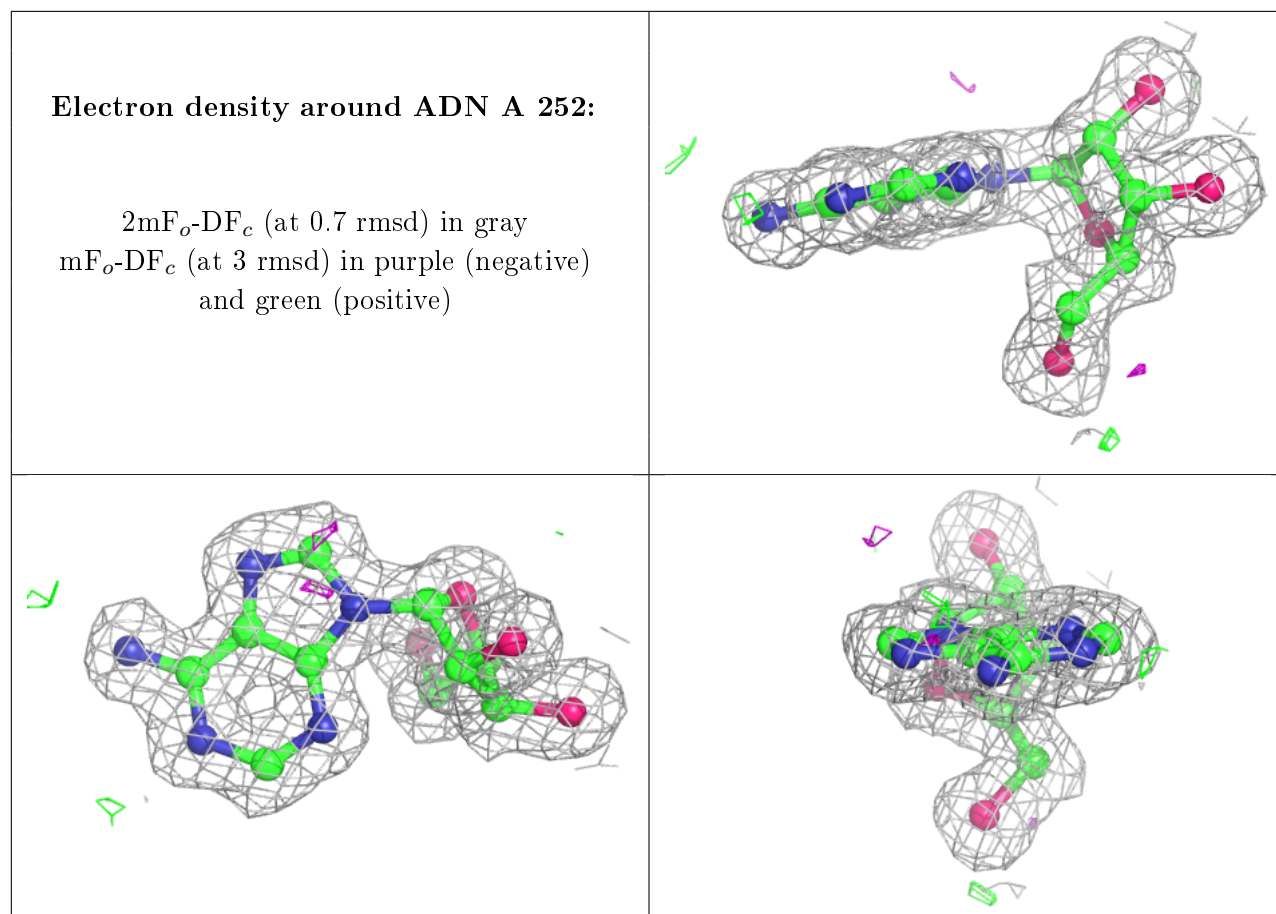 Electron density around ADN A 252:
2mFo-DFc (at 0.7 rmsd) in gray
mFo-DFc (at 3 rmsd) in purple (negative)
and green (positive)